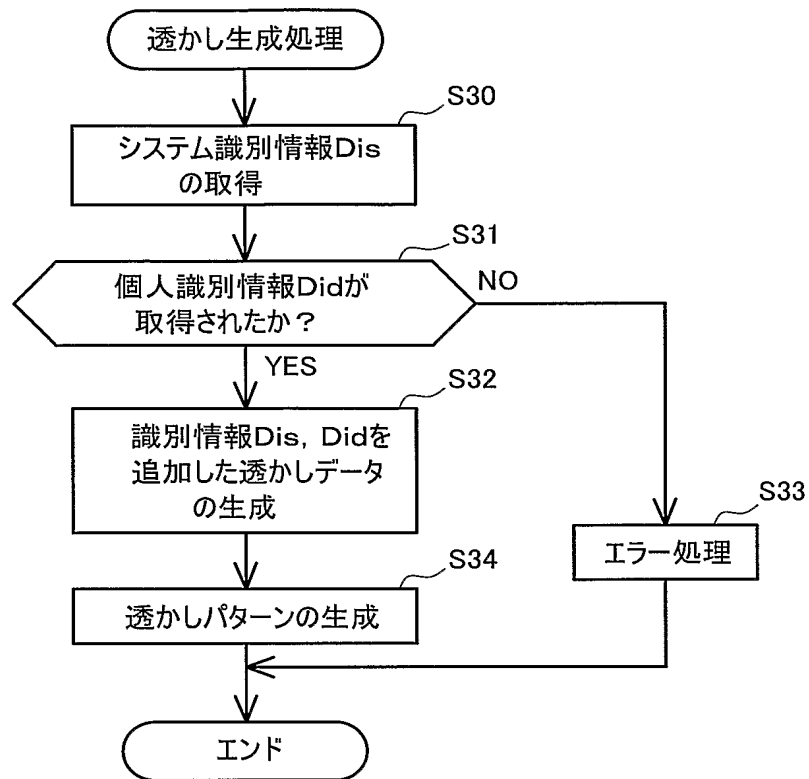 透かし生成処理
S30
システム識別情報Dis
の取得
S31
個人識別情報Didが
取得されたか？
NO
YES
S32
識別情報Dis，Didを
追加した透かしデータ
の生成
S33
エラー処理
S34
透かしパターンの生成
エンド